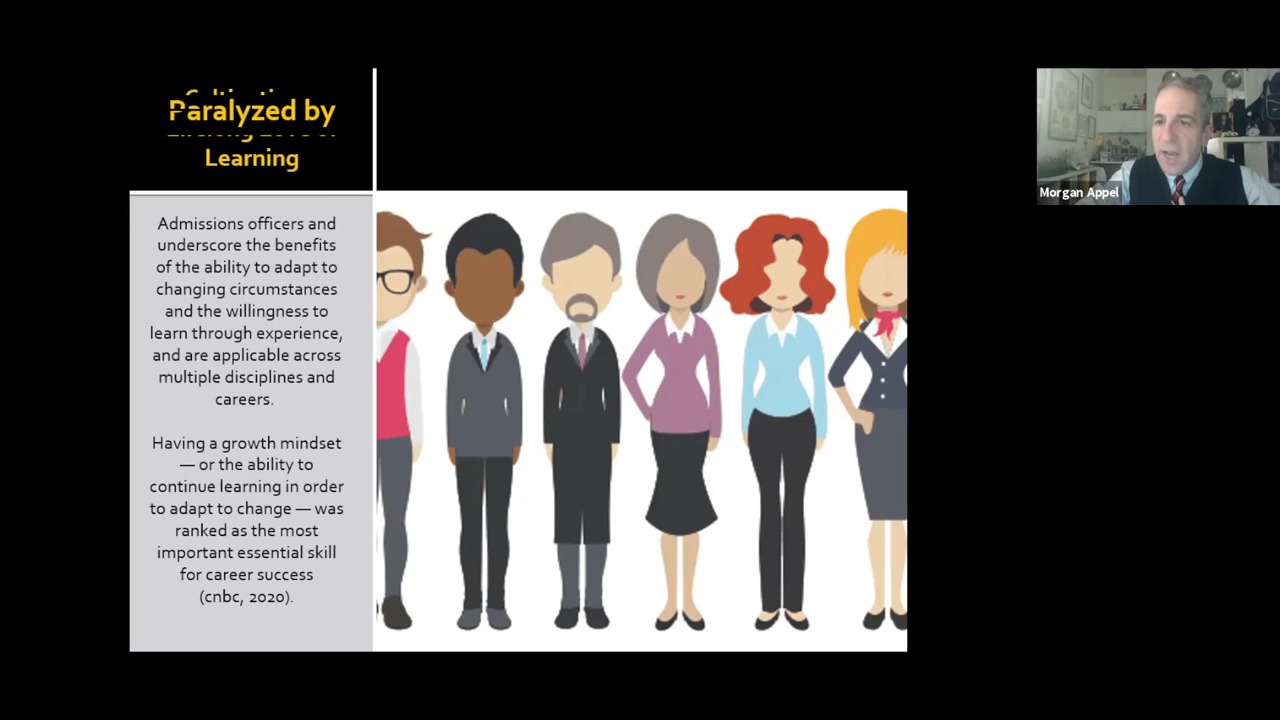 Paralyzed by
Learning
Admissions officers and
underscore the benefits
of the ability to adapt to
changing circumstances
and the willingness to
learn through experience,
and are applicable across
multiple disciplines and
careers.
Having a growth mindset
— or the ability to
continue learning in order
to adapt to change — was
ranked as the most
important essential skill
for career success
(cnbc, 2020).
Morgan Appel